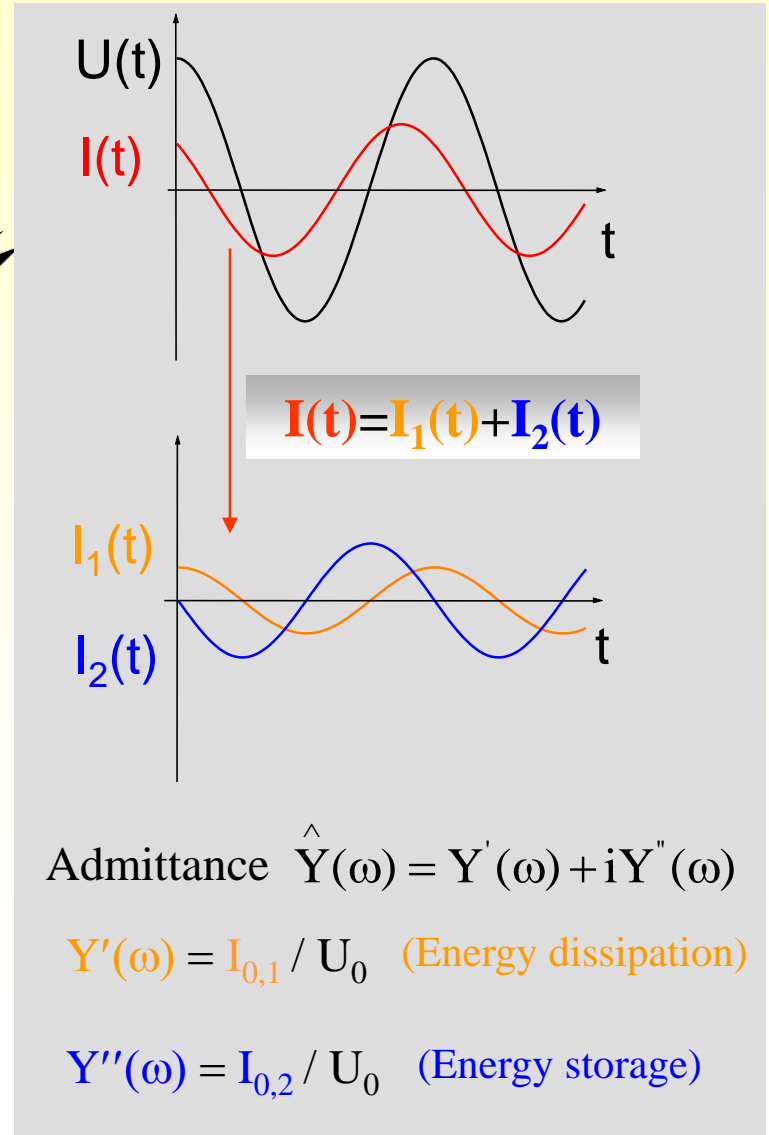 U(t)
I(t)
t
I(t)=I₁(t)+I₂(t)
I₁(t)
I₂(t)
t
Admittance Ŷ(ω) = Y'(ω) + iY"(ω)
Y′(ω) = I₀,₁ / U₀ (Energy dissipation)
Y′′(ω) = I₀,₂ / U₀ (Energy storage)